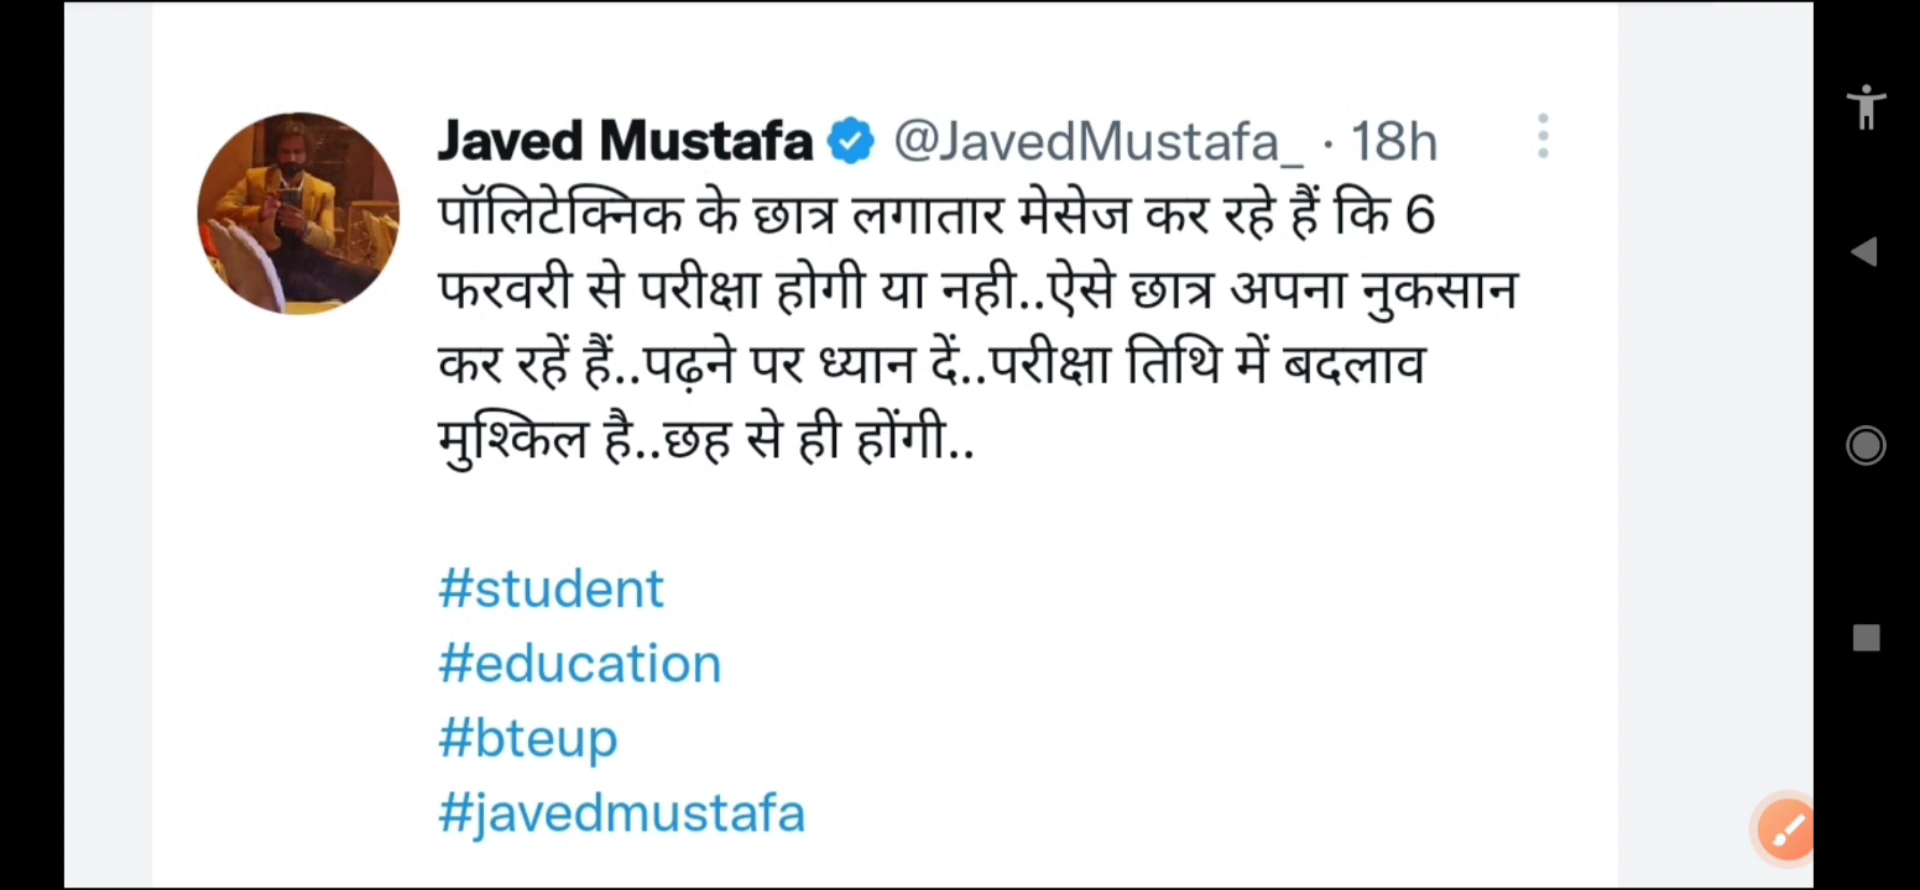 Javed Mustafa @JavedMustafa_ · 18h
पॉलिटेक्निक के छात्र लगातार मेसेज कर रहे हैं कि 6
फरवरी से परीक्षा होगी या नही..ऐसे छात्र अपना नुकसान
कर रहें हैं..पढ़ने पर ध्यान दें..परीक्षा तिथि में बदलाव
मुश्किल है..छह से ही होंगी..
#student
#education
#bteup
#javedmustafa